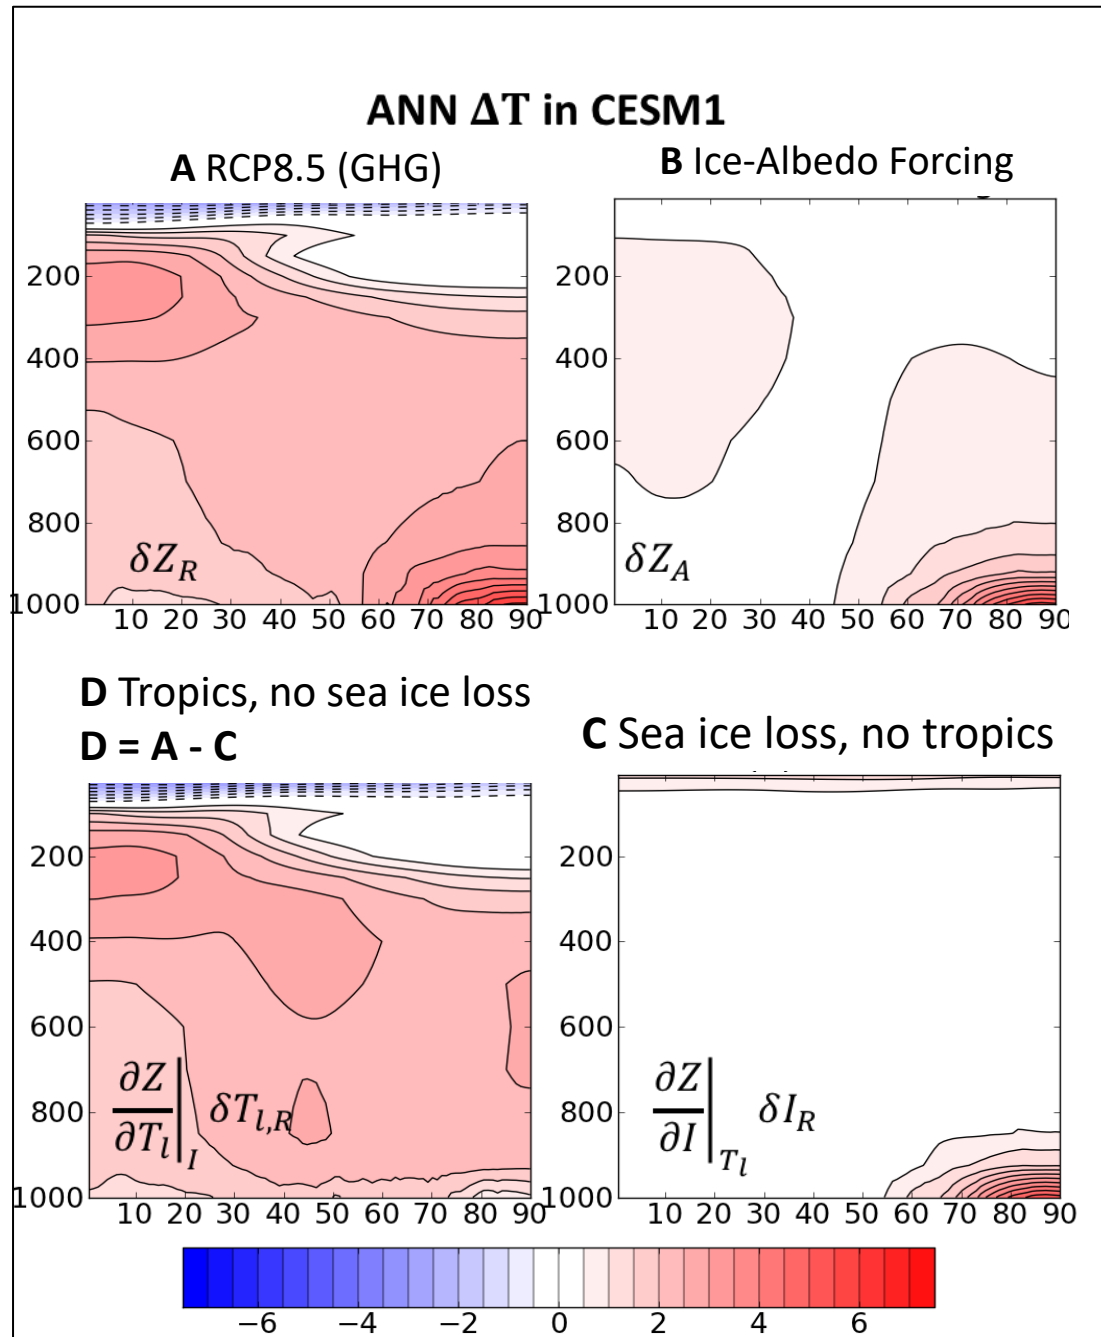 ANN ΔT in CESM1
A RCP8.5 (GHG)
B Ice-Albedo Forcing
200
400
600
800
1000
δZ_R
10 20 30 40 50 60 70 80 90
200
400
600
800
1000
δZ_A
10 20 30 40 50 60 70 80 90
D Tropics, no sea ice loss
D = A - C
C Sea ice loss, no tropics
200
400
600
800
1000
∂Z/∂T_l|_I δT_{l,R}
10 20 30 40 50 60 70 80 90
200
400
600
800
1000
∂Z/∂I|_{T_l} δI_R
10 20 30 40 50 60 70 80 90
−6 −4 −2 0 2 4 6